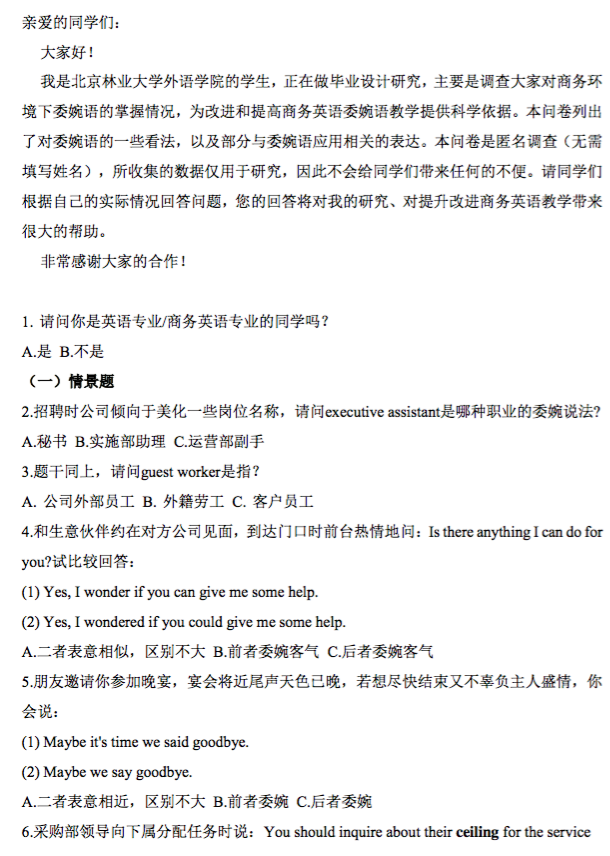 亲爱的同学们：
大家好！
我是北京林业大学外语学院的学生，正在做毕业设计研究，主要是调查大家对商务环
境下委婉语的掌握情况，为改进和提高商务英语委婉语教学提供科学依据。本问卷列出
了对委婉语的一些看法，以及部分与委婉语应用相关的表达。本问卷是匿名调查（无需
填写姓名），所收集的数据仅用于研究，因此不会给同学们带来任何的不便。请同学们
根据自己的实际情况回答问题，您的回答将对我的研究、对提升改进商务英语教学带来
很大的帮助。
非常感谢大家的合作！
1. 请问你是英语专业/商务英语专业的同学吗？
A.是 B.不是
（一）情景题
2.招聘时公司倾向于美化一些岗位名称，请问executive assistant是哪种职业的委婉说法?
A.秘书 B.实施部助理 C.运营部副手
3.题干同上，请问guest worker是指？
A. 公司外部员工 B. 外籍劳工 C. 客户员工
4.和生意伙伴约在对方公司见面，到达门口时前台热情地问：Is there anything I can do for
you?试比较回答：
(1) Yes, I wonder if you can give me some help.
(2) Yes, I wondered if you could give me some help.
A.二者表意相似，区别不大 B.前者委婉客气 C.后者委婉客气
5.朋友邀请你参加晚宴，宴会将近尾声天色已晚，若想尽快结束又不辜负主人盛情，你
会说：
(1) Maybe it's time we said goodbye.
(2) Maybe we say goodbye.
A.二者表意相近，区别不大 B.前者委婉 C.后者委婉
6.采购部领导向下属分配任务时说：You should inquire about their ceiling for the service